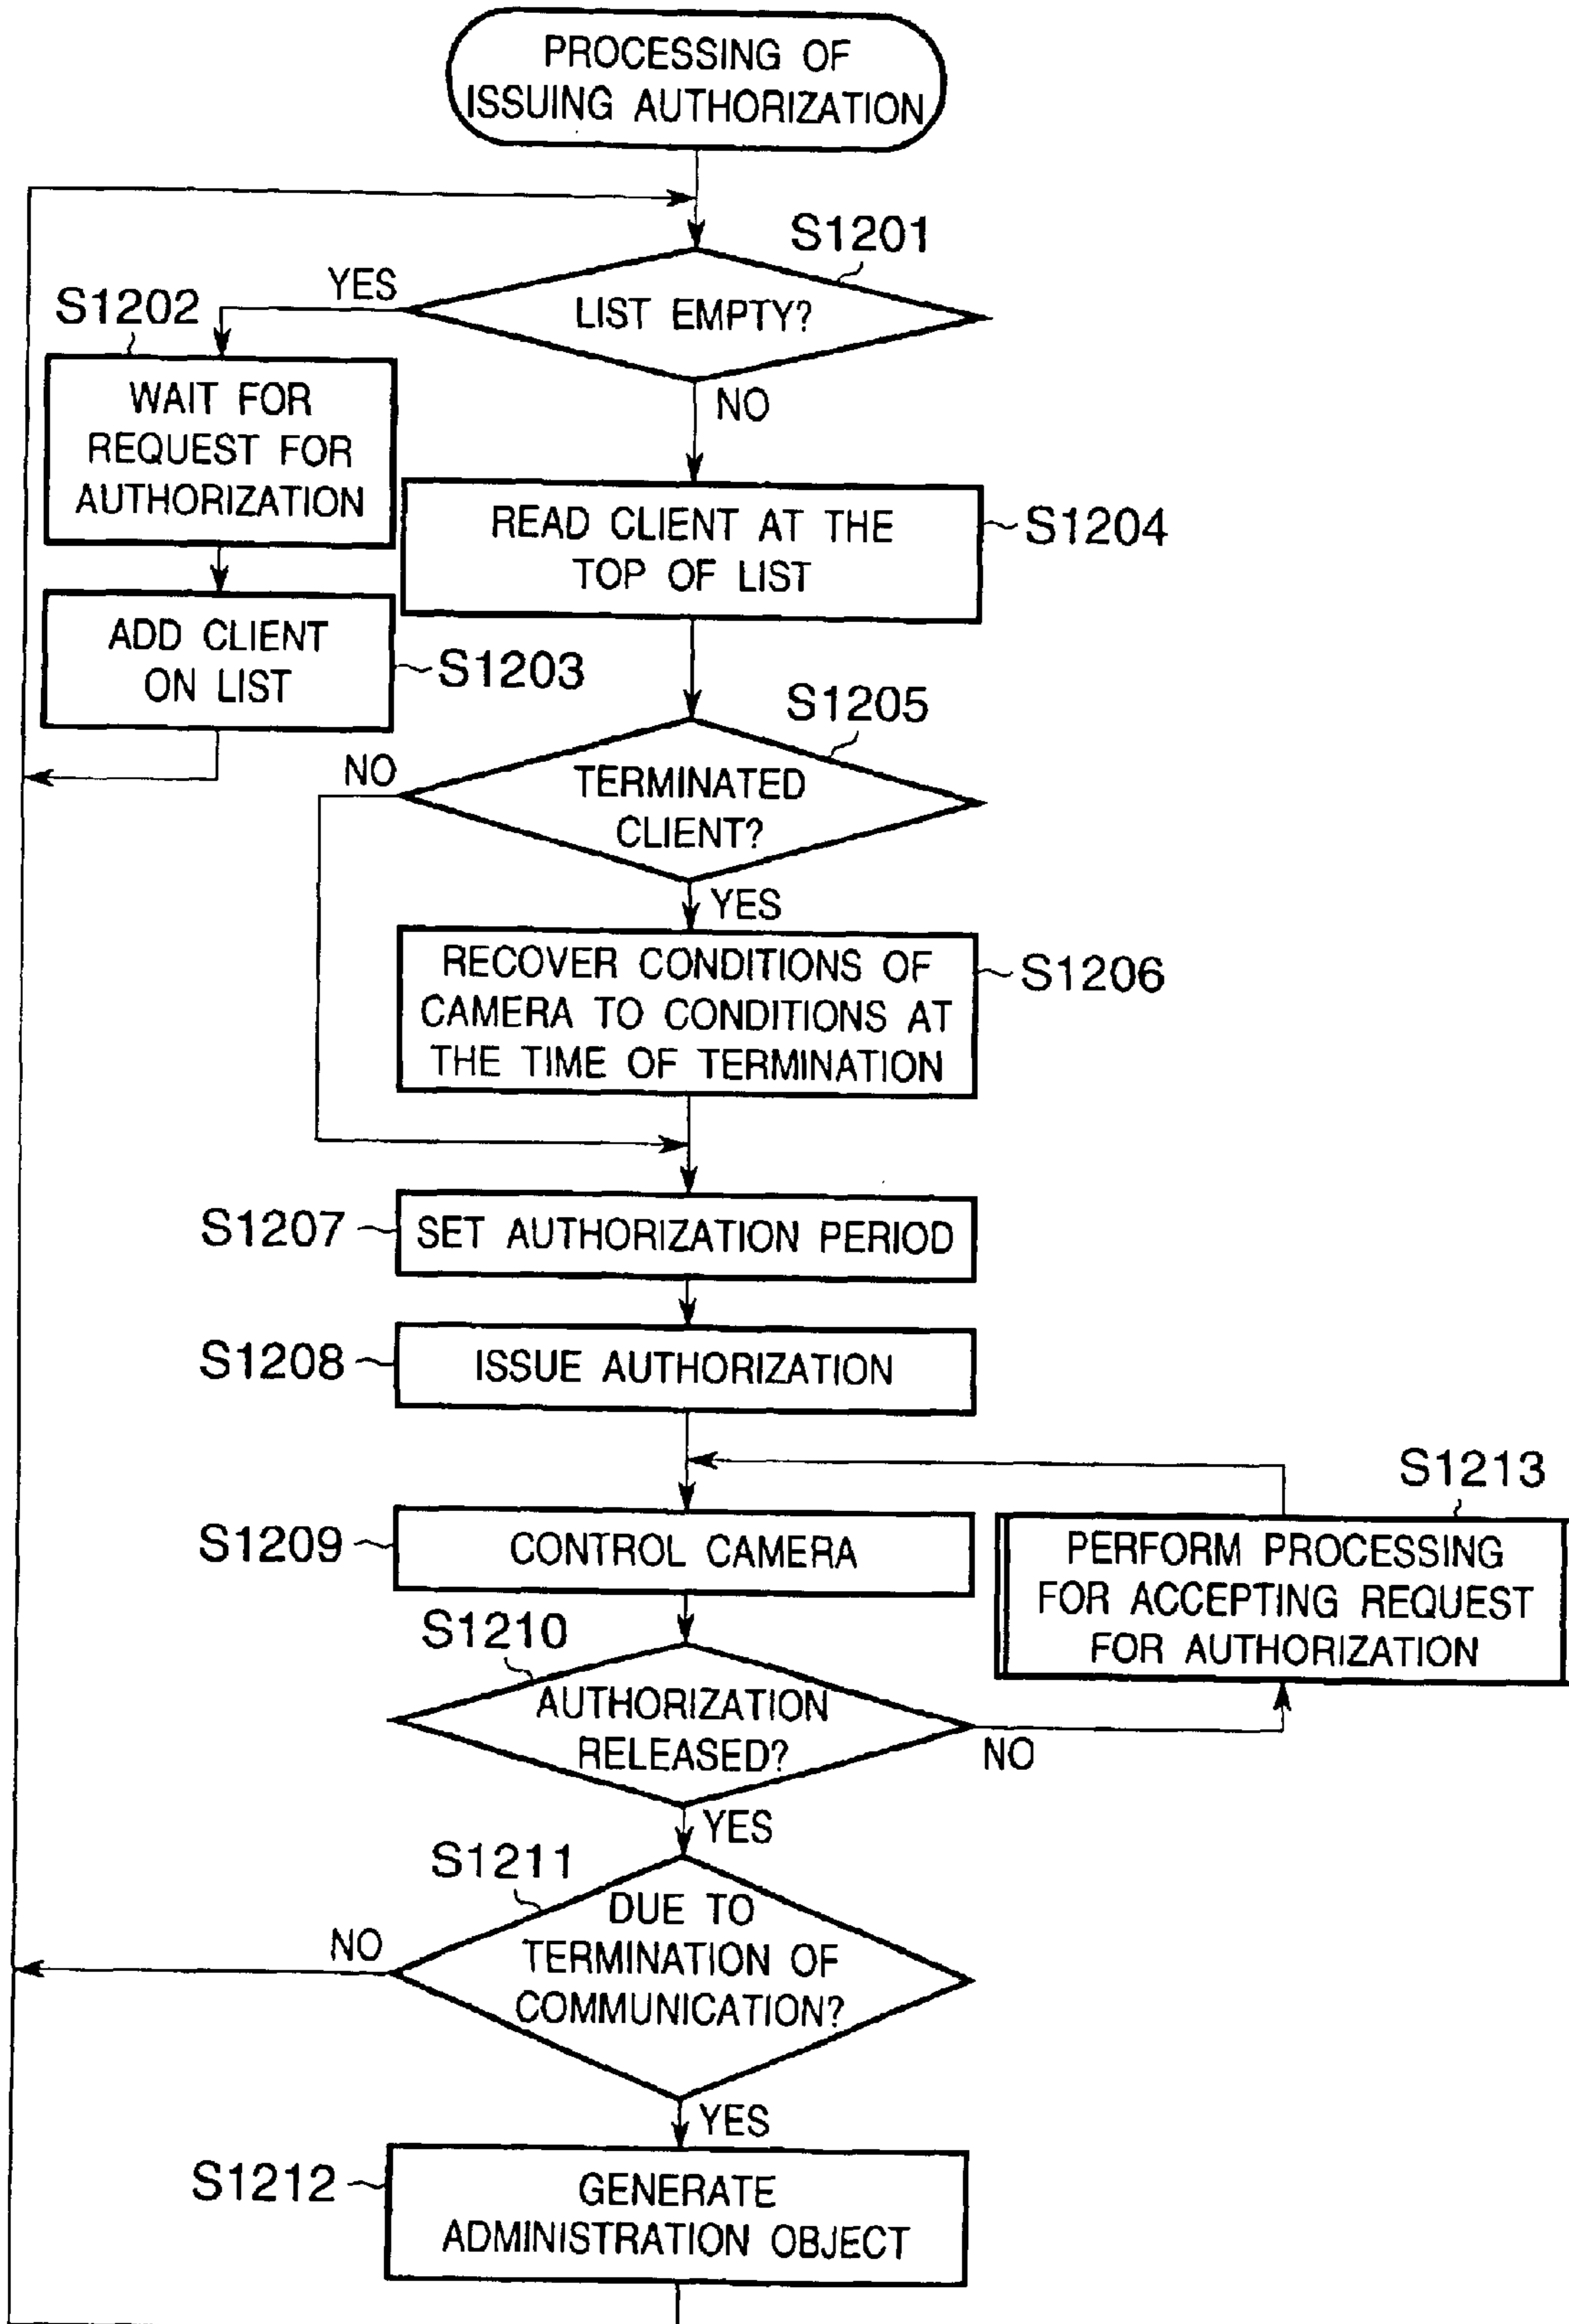 PROCESSING OF
ISSUING AUTHORIZATION
S1201
YES
LIST EMPTY?
S1202
NO
WAIT FOR
REQUEST FOR
AUTHORIZATION
READ CLIENT AT THE
TOP OF LIST
S1204
ADD CLIENT
ON LIST
S1203
S1205
NO
TERMINATED
CLIENT?
YES
RECOVER CONDITIONS OF
CAMERA TO CONDITIONS AT
THE TIME OF TERMINATION
S1206
S1207
SET AUTHORIZATION PERIOD
S1208
ISSUE AUTHORIZATION
S1213
S1209
CONTROL CAMERA
PERFORM PROCESSING
FOR ACCEPTING REQUEST
FOR AUTHORIZATION
S1210
AUTHORIZATION
RELEASED?
NO
YES
S1211
DUE TO
TERMINATION OF
COMMUNICATION?
NO
YES
S1212
GENERATE
ADMINISTRATION OBJECT